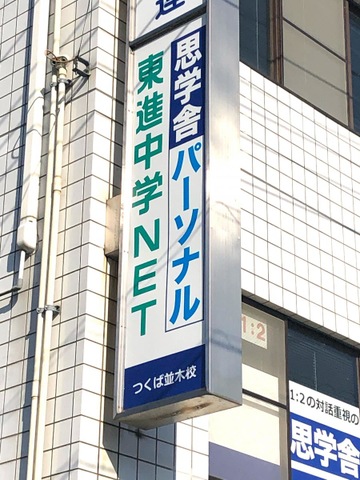 進
思学舎
パーソナル
東進中学NET
つくば並木校
1:2
1:2の対話重視の
思学舎